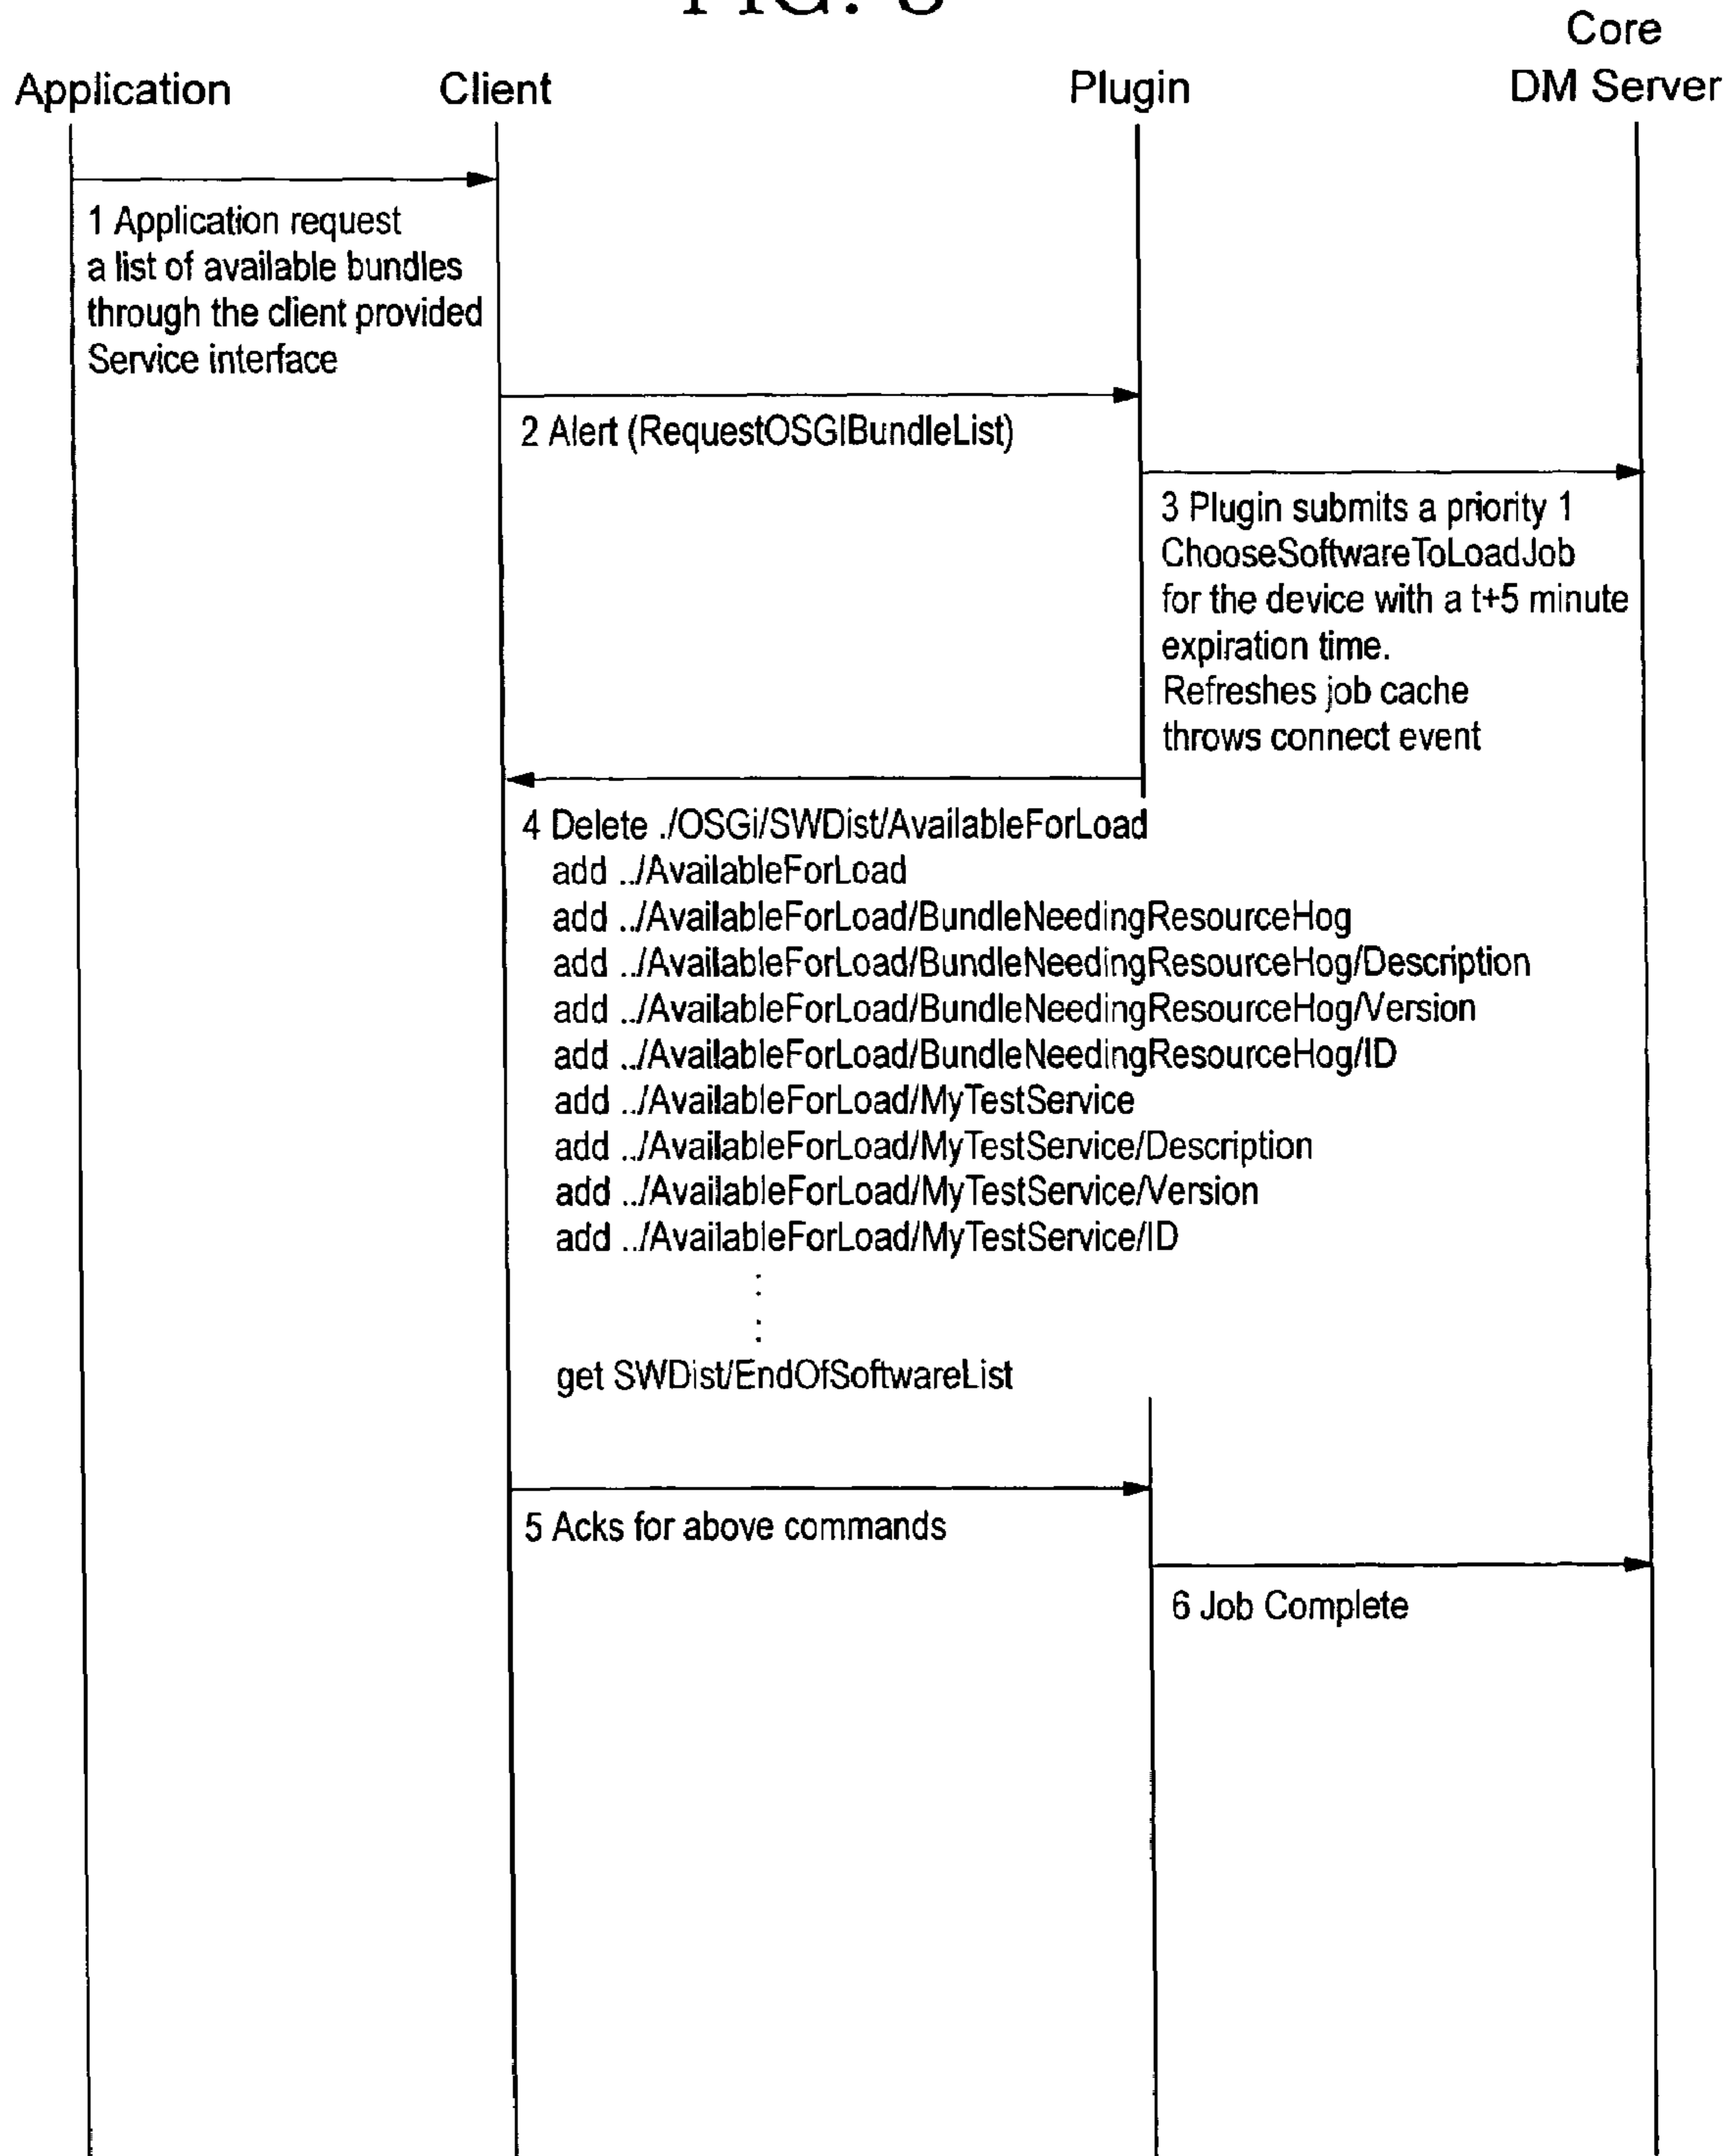 Core
Application Client Plugin DM Server
1 Application request
a list of available bundles
through the client provided
Service interface
2 Alert (RequestOSGIBundleList)
3 Plugin submits a priority 1
ChooseSoftwareToLoadJob
for the device with a t+5 minute
expiration time.
Refreshes job cache
throws connect event
4 Delete ./OSGi/SWDist/AvailableForLoad
add ../AvailableForLoad
add ../AvailableForLoad/BundleNeedingResourceHog
add ../AvailableForLoad/BundleNeedingResourceHog/Description
add ../AvailableForLoad/BundleNeedingResourceHog/Version
add ../AvailableForLoad/BundleNeedingResourceHog/ID
add ../AvailableForLoad/MyTestService
add ../AvailableForLoad/MyTestService/Description
add ../AvailableForLoad/MyTestService/Version
add ../AvailableForLoad/MyTestService/ID
get SWDist/EndOfSoftwareList
5 Acks for above commands
6 Job Complete